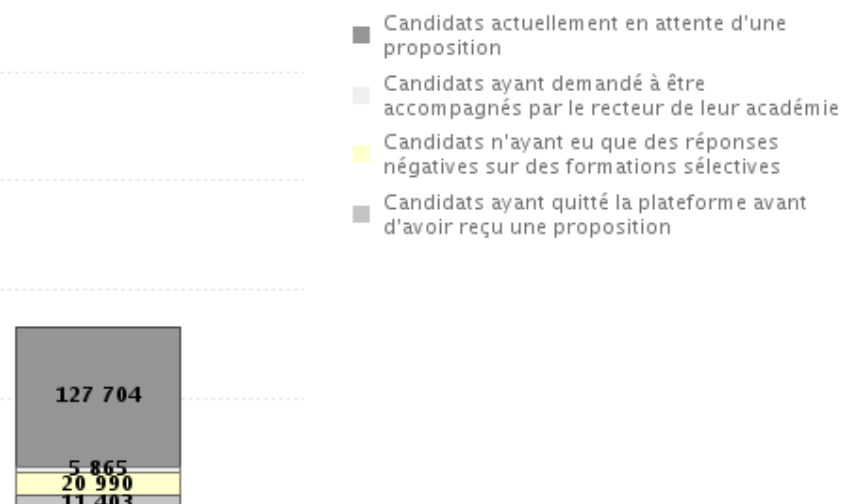 Candidats actuellement en attente d'une
proposition
Candidats ayant demandé à être
accompagnés par le recteur de leur académie
Candidats n'ayant eu que des réponses
négatives sur des formations sélectives
Candidats ayant quitté la plateforme avant
d'avoir reçu une proposition
127 704
5 865
20 990
11 403